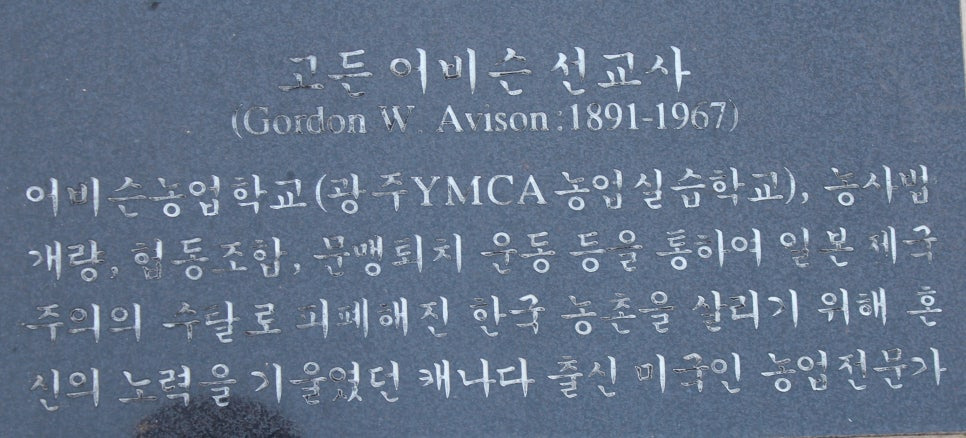 고든 어비슨 선교사
(Gordon W. Avison:1891-1967)
어비슨농업학교(광주YMCA농업실습학교), 농사법
개량, 협동조합, 문맹퇴치 운동 등을 통하여 일본 제국
주의의 수탈로 피폐해진 한국 농촌을 살리기 위해 혼
신의 노력을 기울였던 캐나다 출신 미국인 농업전문가